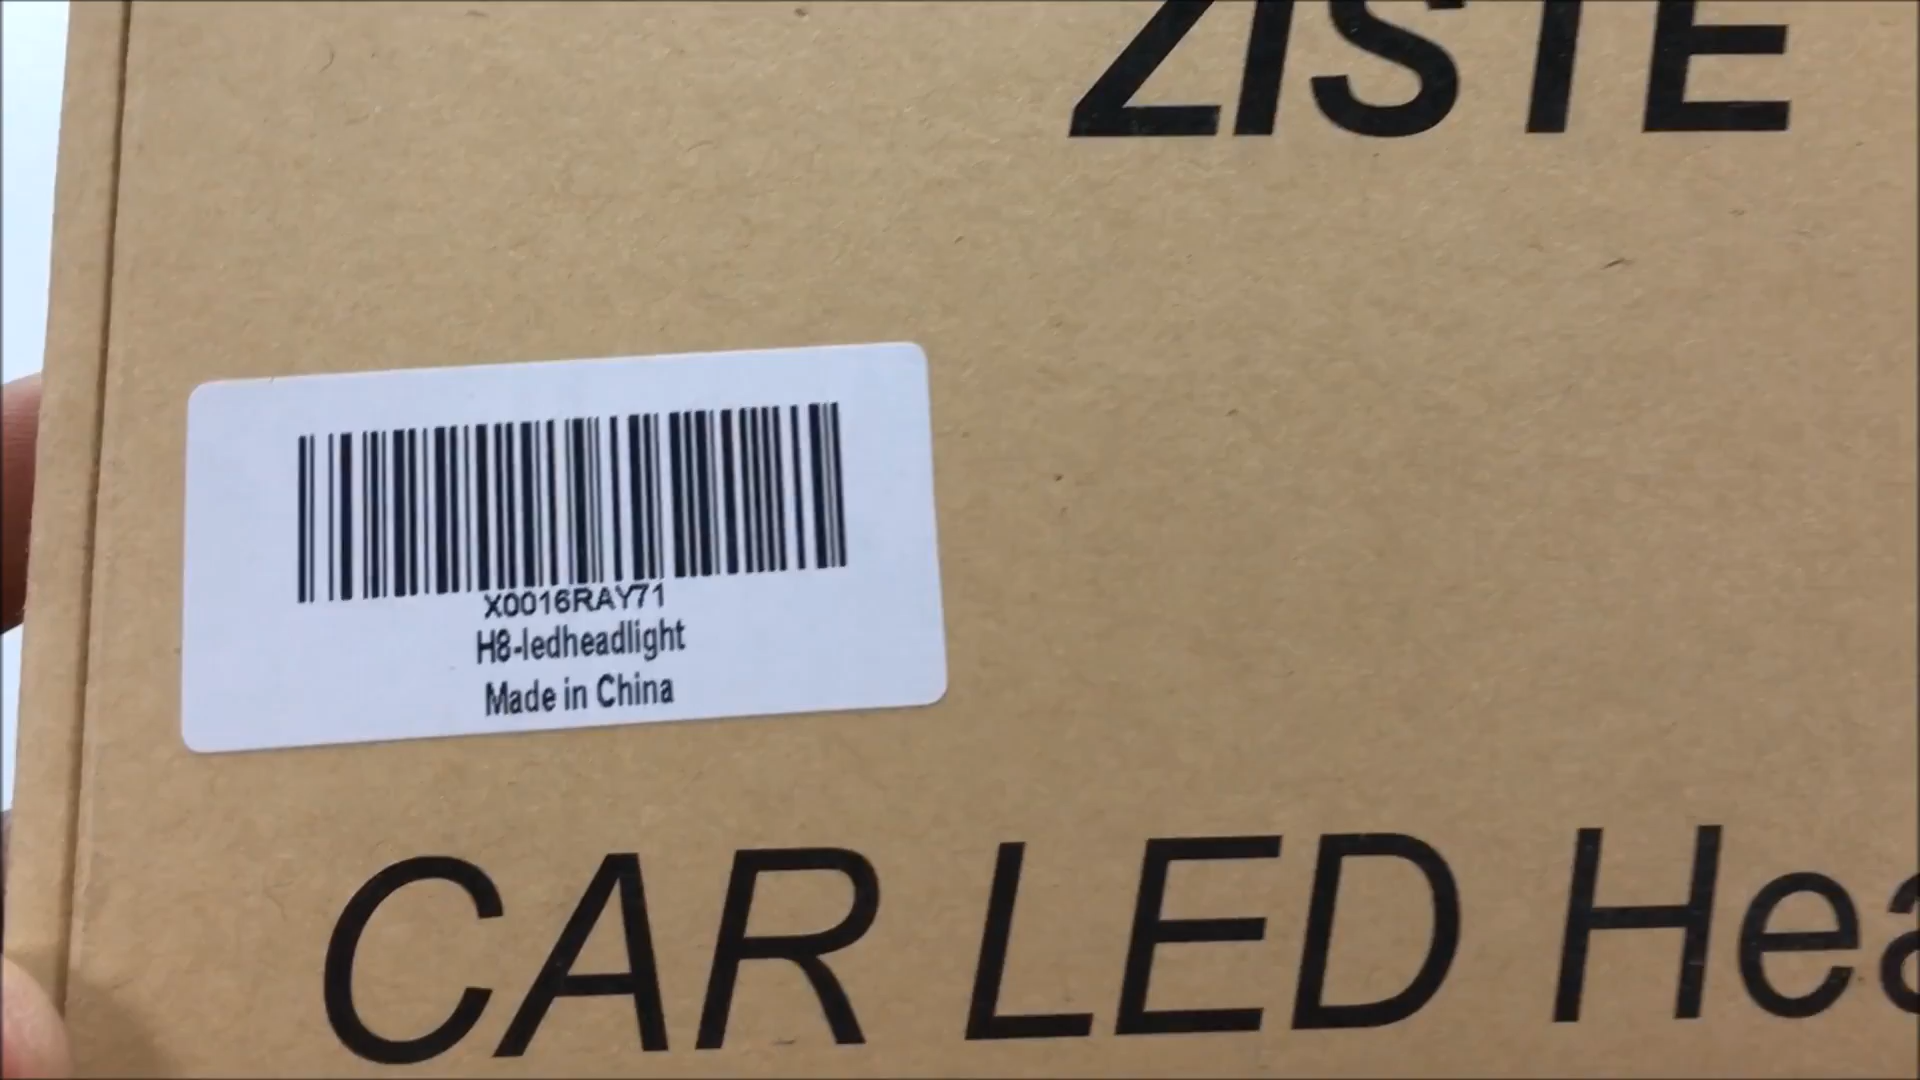 ZISTE
X0016RAY71
H8-ledheadlight
Made in China
CAR LED Hea